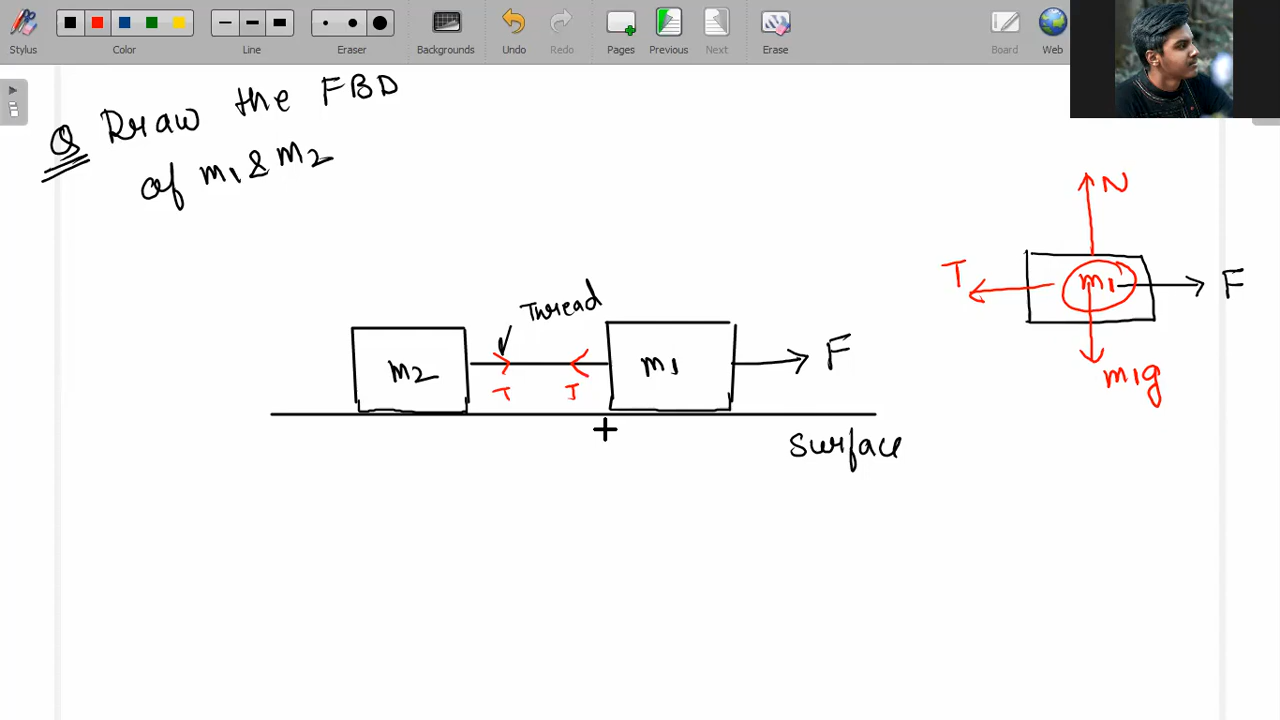 Stylus Color Line Eraser Backgrounds Undo Redo Pages Previous Next Erase Board Web
Q Draw the FBD
of m1 & m2
N
T m1 F
m1g
Thread
m2 m1 F
T T
Surface